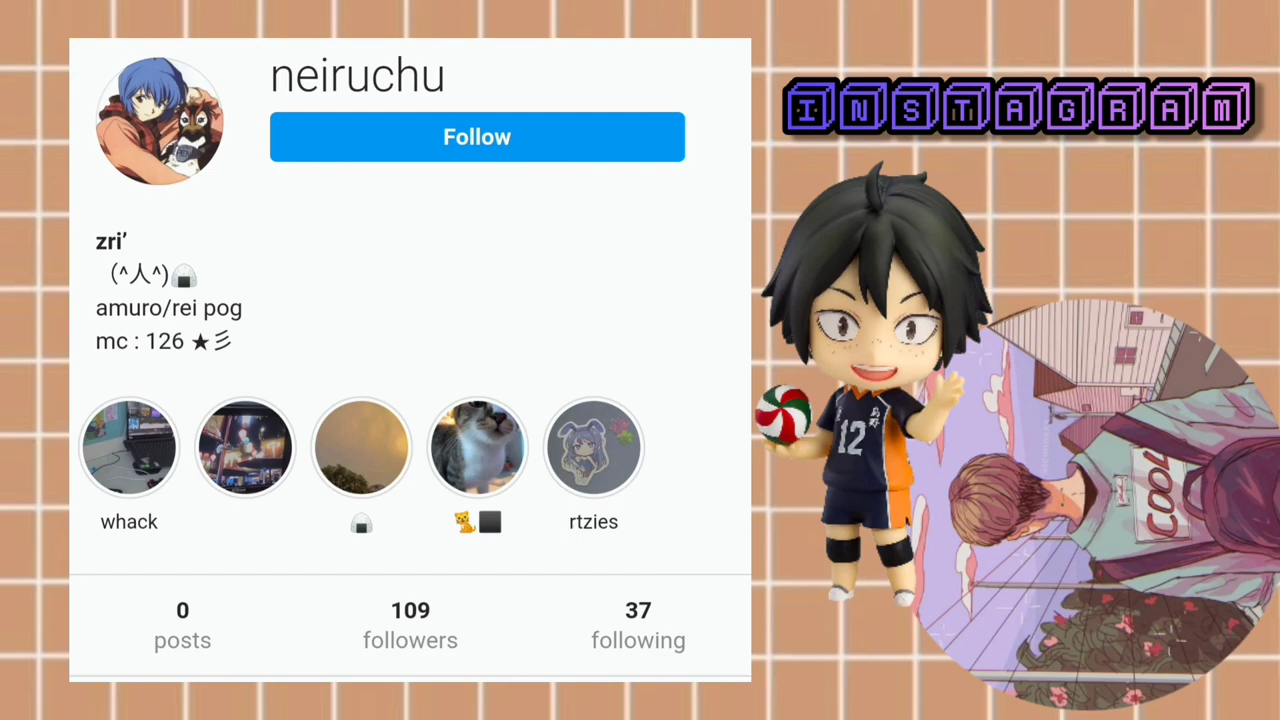 neiruchu
Follow
zri’
(^人^)🍙
amuro/rei pog
mc : 126 ★彡
whack
🍙
🐱⬛
rtzies
0
posts
109
followers
37
following
INSTAGRAM
12
COOL